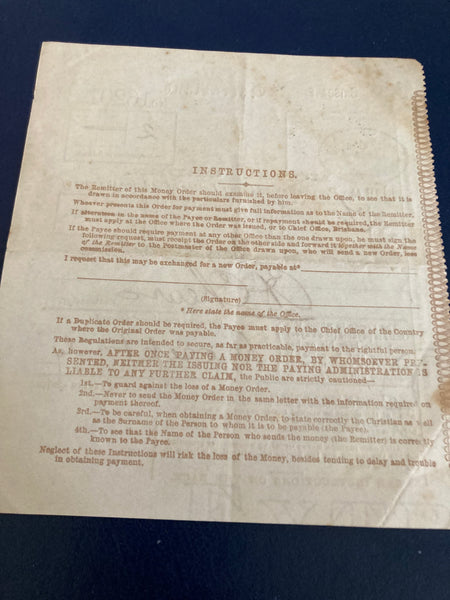 INSTRUCTIONS.
The Remitter of this Money Order should examine it, before leaving the Office, to see that it is
drawn in accordance with the particulars furnished by him.
Whoever presents this Order for payment must give full information as to the Name of the Remitter.
If alteration in the name of the Payee or Remitter, or if repayment should be required, the Remitter
must apply at the Office where the Order was issued, or to Chief Office, Brisbane.
If the Payee should require payment at any other Office than the one drawn upon, he must sign the
following request, must receipt the Order on the other side and forward it together with the Name
of the Remitter to the Postmaster of the Office drawn upon, who will send a new Order, less
commission.
I request that this may be exchanged for a new Order, payable at*
(Signature)
* Here state the name of the Office.
If a Duplicate Order should be required, the Payee must apply to the Chief Office of the Country
where the Original Order was payable.
These Regulations are intended to secure, as far as practicable, payment to the rightful person.
As, however, AFTER ONCE PAYING A MONEY ORDER, BY WHOMSOEVER PRE-
SENTED, NEITHER THE ISSUING NOR THE PAYING ADMINISTRATION IS
LIABLE TO ANY FURTHER CLAIM, the Public are strictly cautioned—
1st.—To guard against the loss of a Money Order.
2nd.—Never to send the Money Order in the same letter with the information required on
payment thereof.
3rd.—To be careful, when obtaining a Money Order, to state correctly the Christian as well
as the Surname of the Person to whom it is to be payable (the Payee).
4th.—To see that the Name of the Person who sends the money (the Remitter) is correctly
known to the Payee.
Neglect of these Instructions will risk the loss of the Money, besides tending to delay and trouble
in obtaining payment.